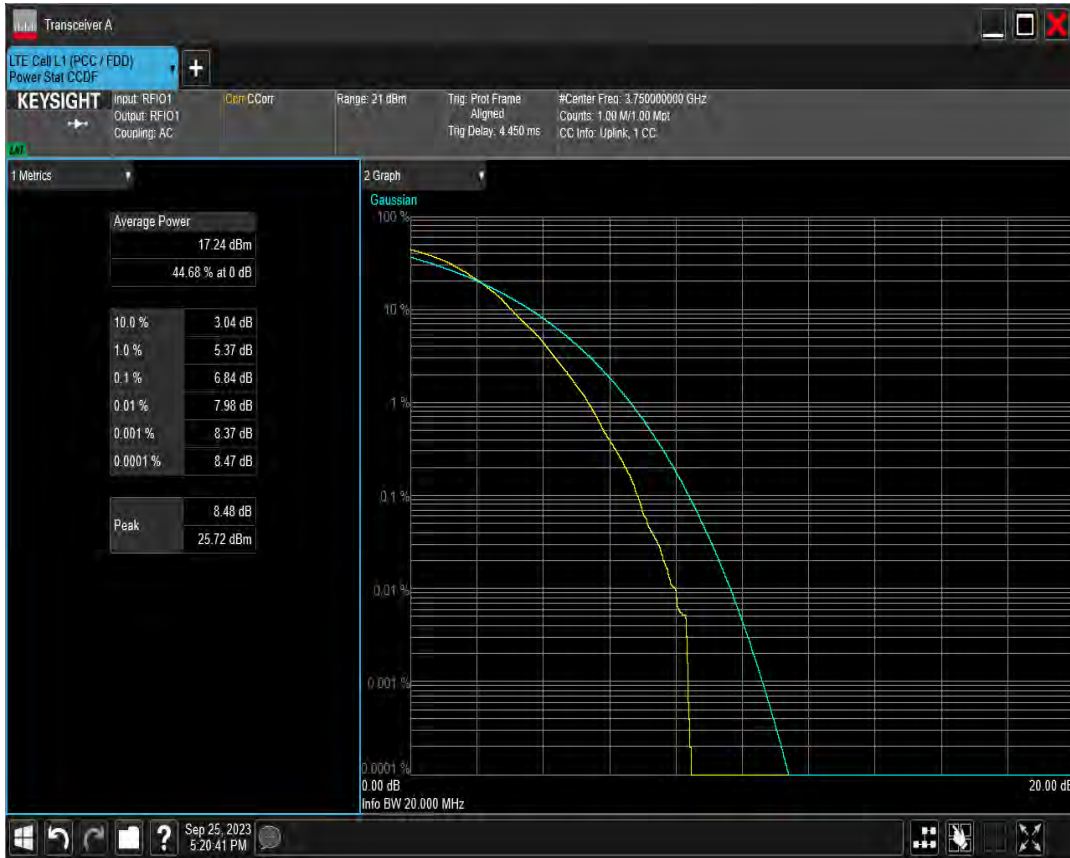 Transceiver A
LTE Cell L1 (PCC / FDD)
Power Stat CCDF
+
KEYSIGHT
Input: RFIO1
Output: RFIO1
Coupling: AC
Corr CCorr
Range: 21 dBm
Trig: Prot Frame
Aligned
Trig Delay: 4.450 ms
#Center Freq: 3.750000000 GHz
Counts: 1.00 M/1.00 Mpt
CC Info: Uplink, 1 CC
1 Metrics
Average Power
17.24 dBm
44.68 % at 0 dB
10.0 % 3.04 dB
1.0 % 5.37 dB
0.1 % 6.84 dB
0.01 % 7.98 dB
0.001 % 8.37 dB
0.0001 % 8.47 dB
Peak
8.48 dB
25.72 dBm
2 Graph
Gaussian
100 %
10 %
1 %
0.1 %
0.01 %
0.001 %
0.0001 %
0.00 dB
20.00 dB
Info BW 20.000 MHz
?
Sep 25, 2023
5:20:41 PM